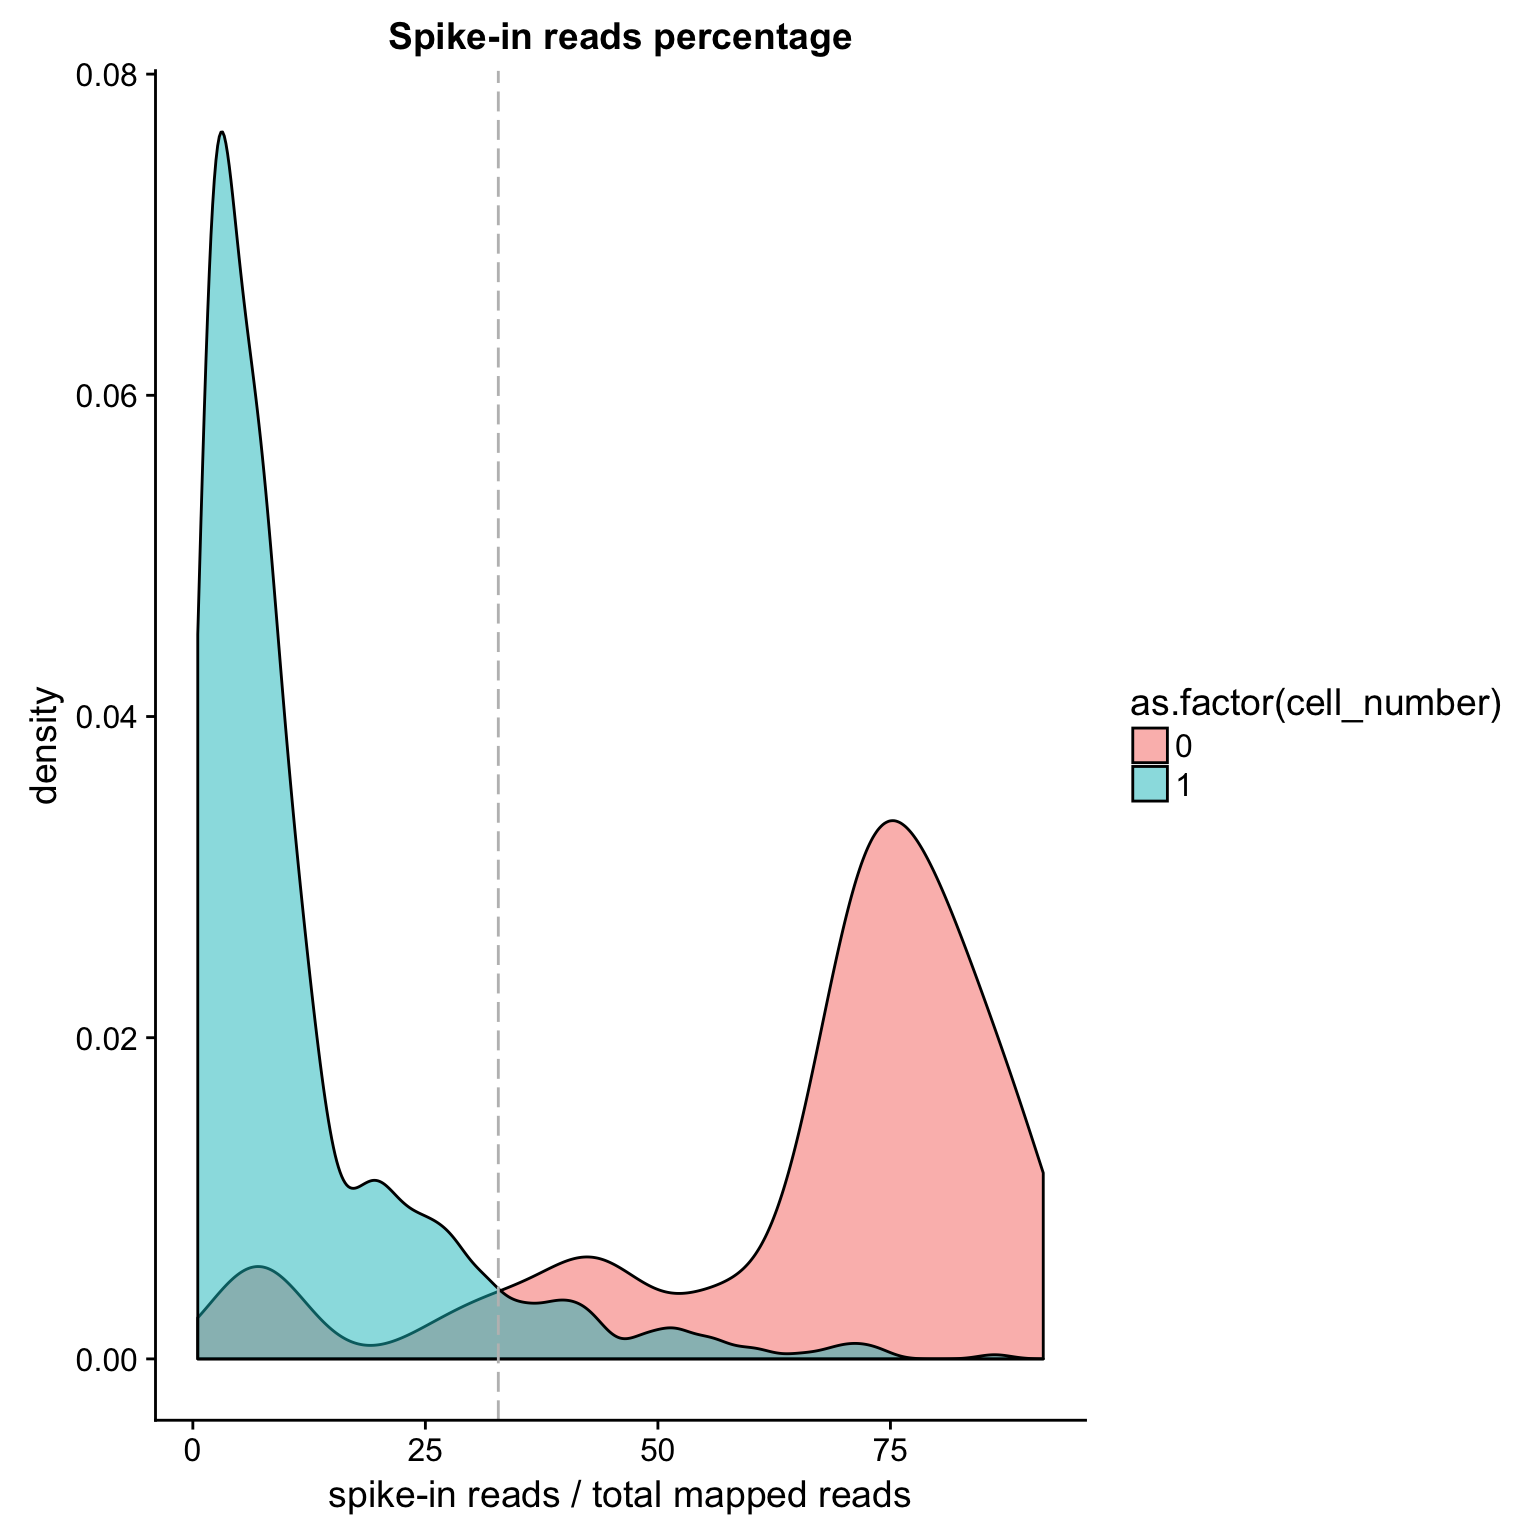 Spike-in reads percentage
0.08
0.06
0.04
0.02
0.00
density
0
25
50
75
spike-in reads / total mapped reads
as.factor(cell_number)
0
1